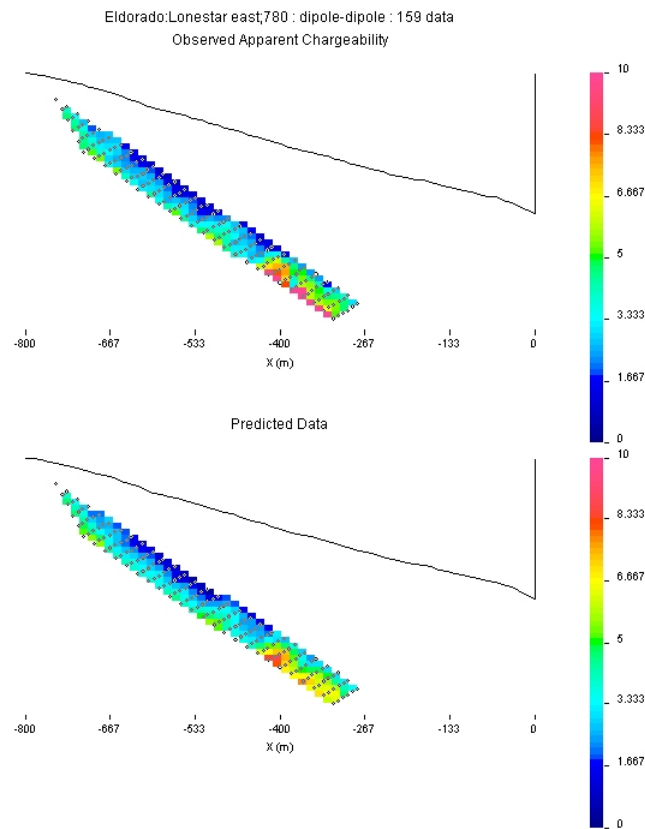 Eldorado:Lonestar east;780 : dipole-dipole : 159 data
Observed Apparent Chargeability
10
8.333
6.667
5
3.333
1.667
0
-800 -667 -533 -400 -267 -133 0
X (m)
Predicted Data
10
8.333
6.667
5
3.333
1.667
0
-800 -667 -533 -400 -267 -133 0
X (m)